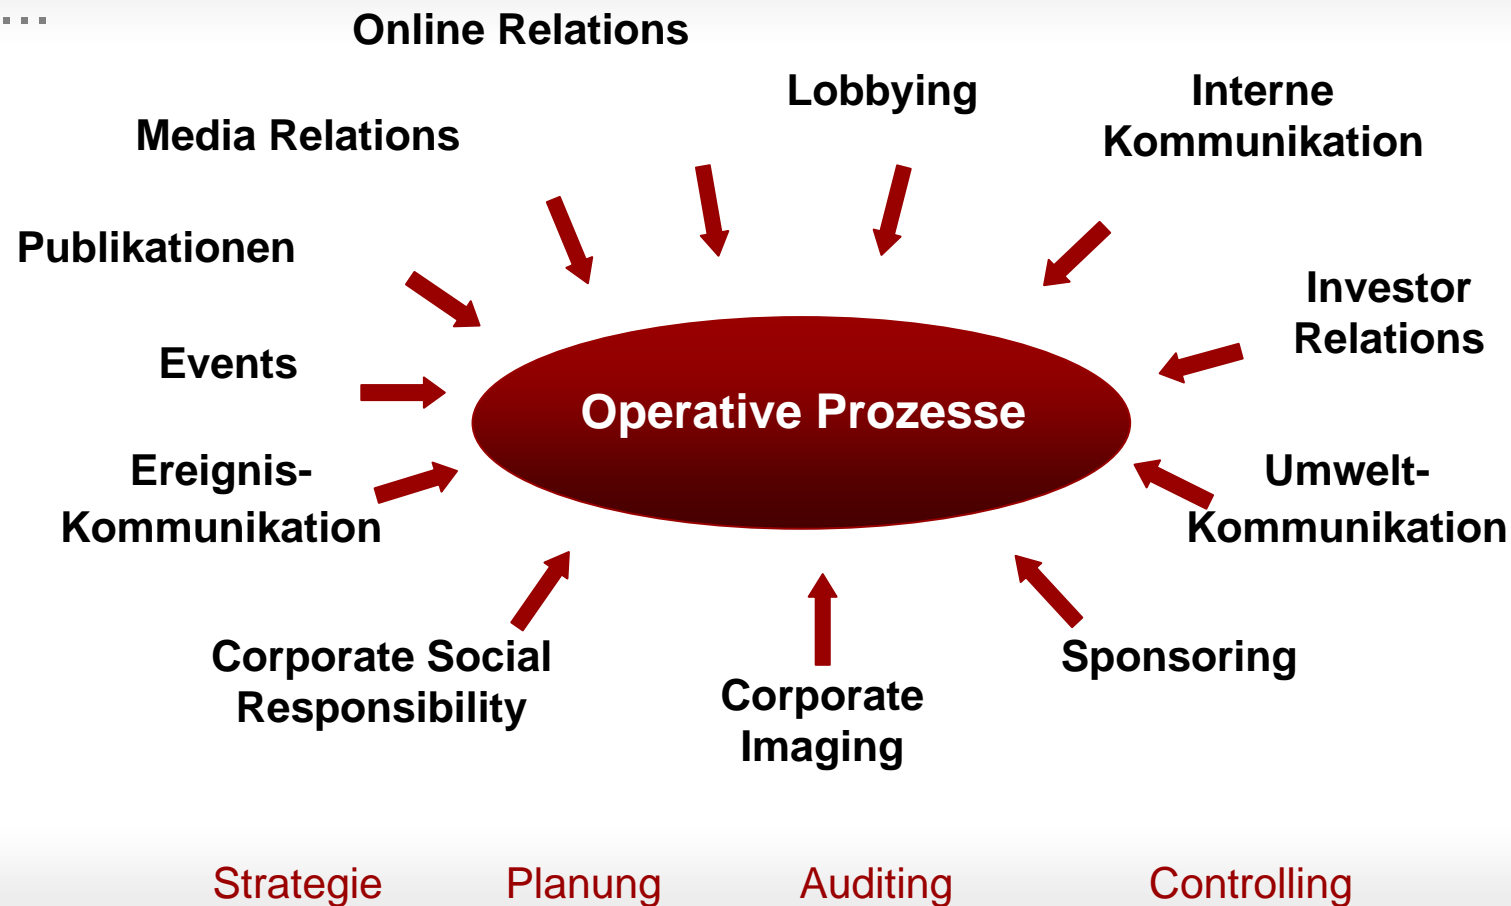 Online Relations
Lobbying
Interne
Kommunikation
Media Relations
Publikationen
Investor
Relations
Events
Operative Prozesse
Ereignis-
Kommunikation
Umwelt-
Kommunikation
Corporate Social
Responsibility
Corporate
Imaging
Sponsoring
Strategie
Planung
Auditing
Controlling